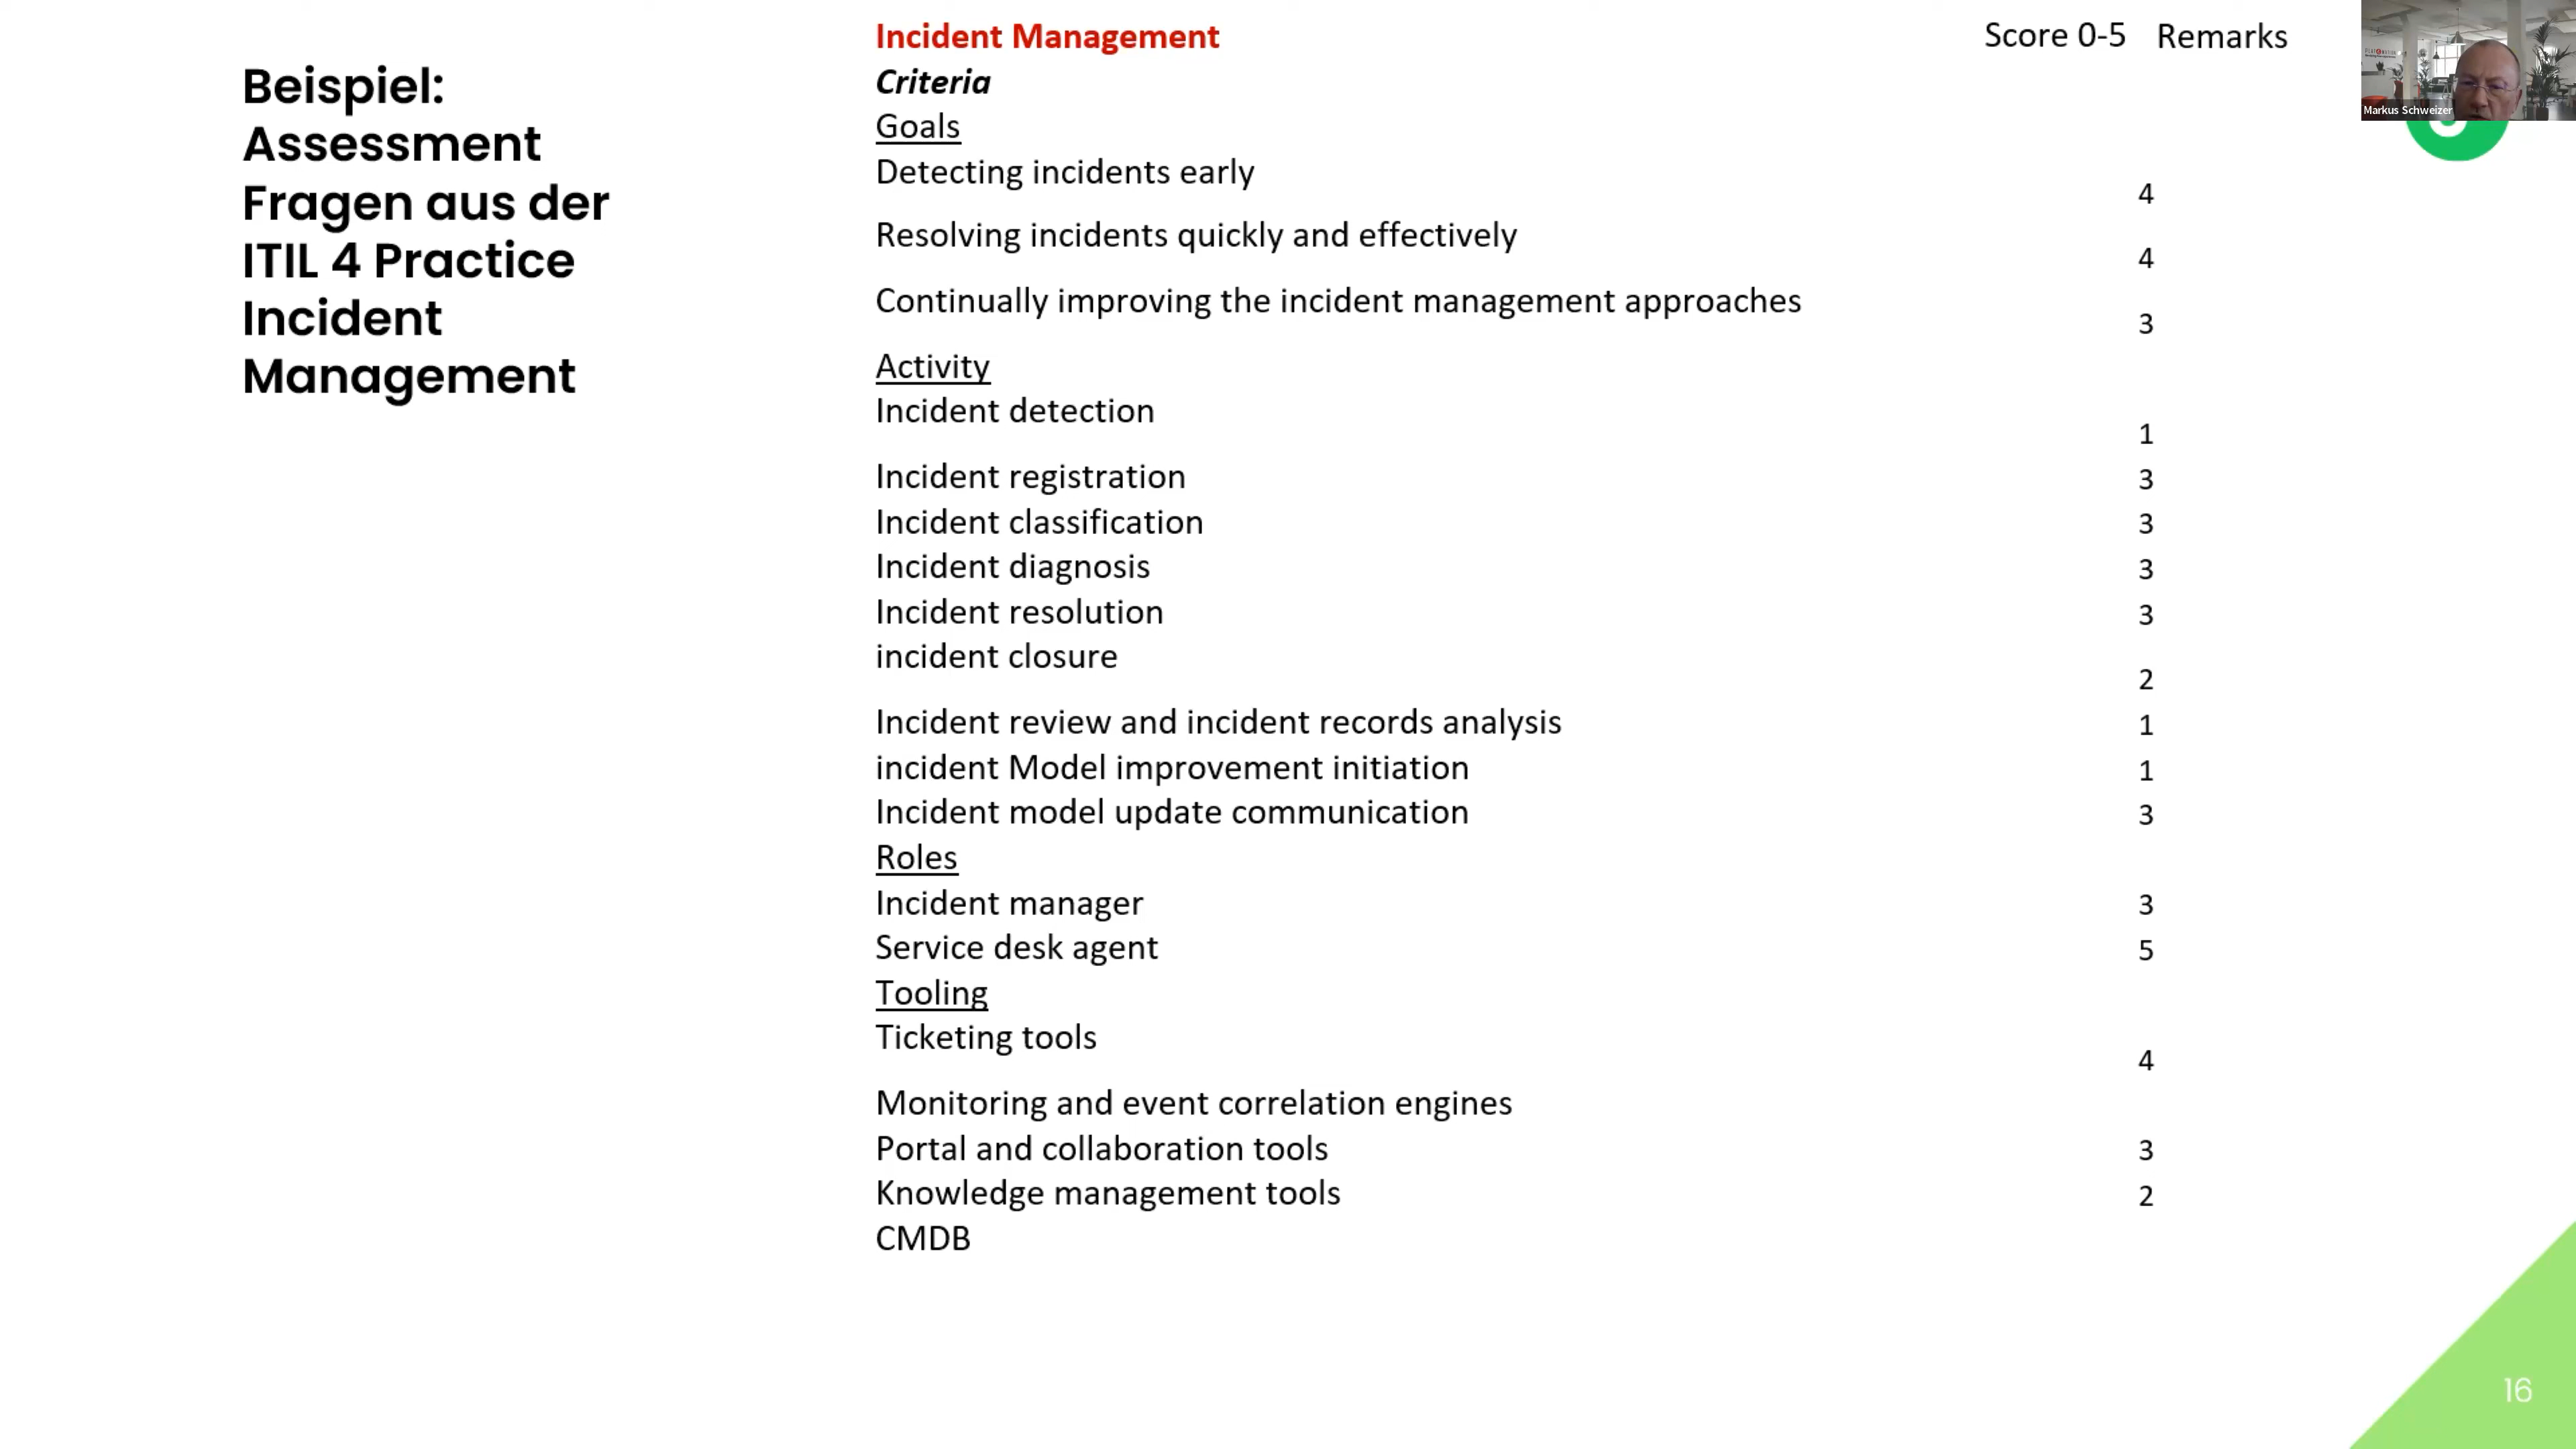 Beispiel:
Assessment
Fragen aus der
ITIL 4 Practice
Incident
Management
Incident Management Score 0-5 Remarks
Criteria
Goals
Detecting incidents early 4
Resolving incidents quickly and effectively 4
Continually improving the incident management approaches 3
Activity
Incident detection 1
Incident registration 3
Incident classification 3
Incident diagnosis 3
Incident resolution 3
incident closure 2
Incident review and incident records analysis 1
incident Model improvement initiation 1
Incident model update communication 3
Roles
Incident manager 3
Service desk agent 5
Tooling
Ticketing tools 4
Monitoring and event correlation engines
Portal and collaboration tools 3
Knowledge management tools 2
CMDB
Markus Schweizer
16